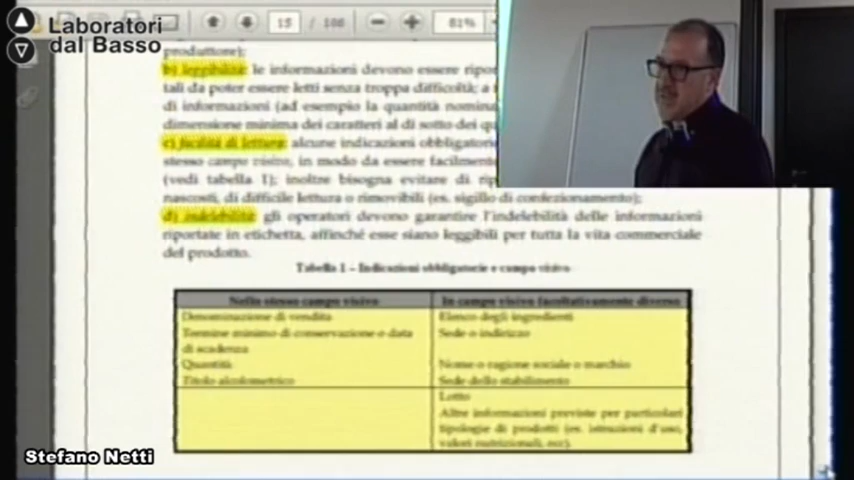 Laboratori
dal Basso
15 / 108
81%
produttore);
b) leggibilità: le informazioni devono essere
tali da poter essere letti senza troppa difficoltà; a
di informazioni (ad esempio la quantità
dimensione minima dei caratteri al di sotto dei
c) facilità di lettura: alcune indicazioni
stesso campo visivo, in modo da essere facilmente
(vedi tabella 1); inoltre bisogna evitare di
nascosti, di difficile lettura o rimovibili (es. sigillo di confezionamento);
d) indelebilità: gli operatori devono garantire l'indelebilità delle informazioni
riportate in etichetta, affinché esse siano leggibili per tutta la vita commerciale
del prodotto.
Tabella 1 – Indicazioni obbligatorie e campo visivo
Nello stesso campo visivo In campo visivo facoltativamente diverso
Denominazione di vendita Elenco degli ingredienti
Termine minimo di conservazione o data Sede o indirizzo
di scadenza
Quantità Nome o ragione sociale o marchio
Titolo alcolometrico Sede dello stabilimento
Lotto
Altre informazioni previste per particolari
tipologie di prodotti (es. istruzioni d'uso,
valori nutrizionali, ecc).
Stefano Netti